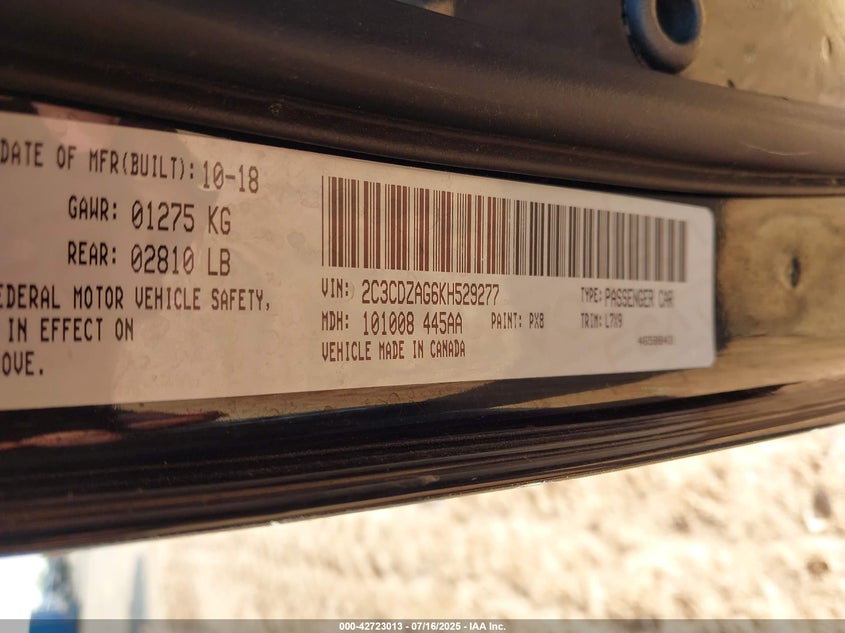 DATE OF MFR(BUILT): 10-18
GAWR: 01275 KG
REAR: 02810 LB
EDERAL MOTOR VEHICLE SAFETY,
IN EFFECT ON
OVE.
VIN: 2C3CDZAG6KH529277
TYPE: PASSENGER CAR
MDH: 101008 445AA
PAINT: PX8
TRIM: L7X9
VEHICLE MADE IN CANADA
000-42723013 - 07/16/2025 - IAA Inc.